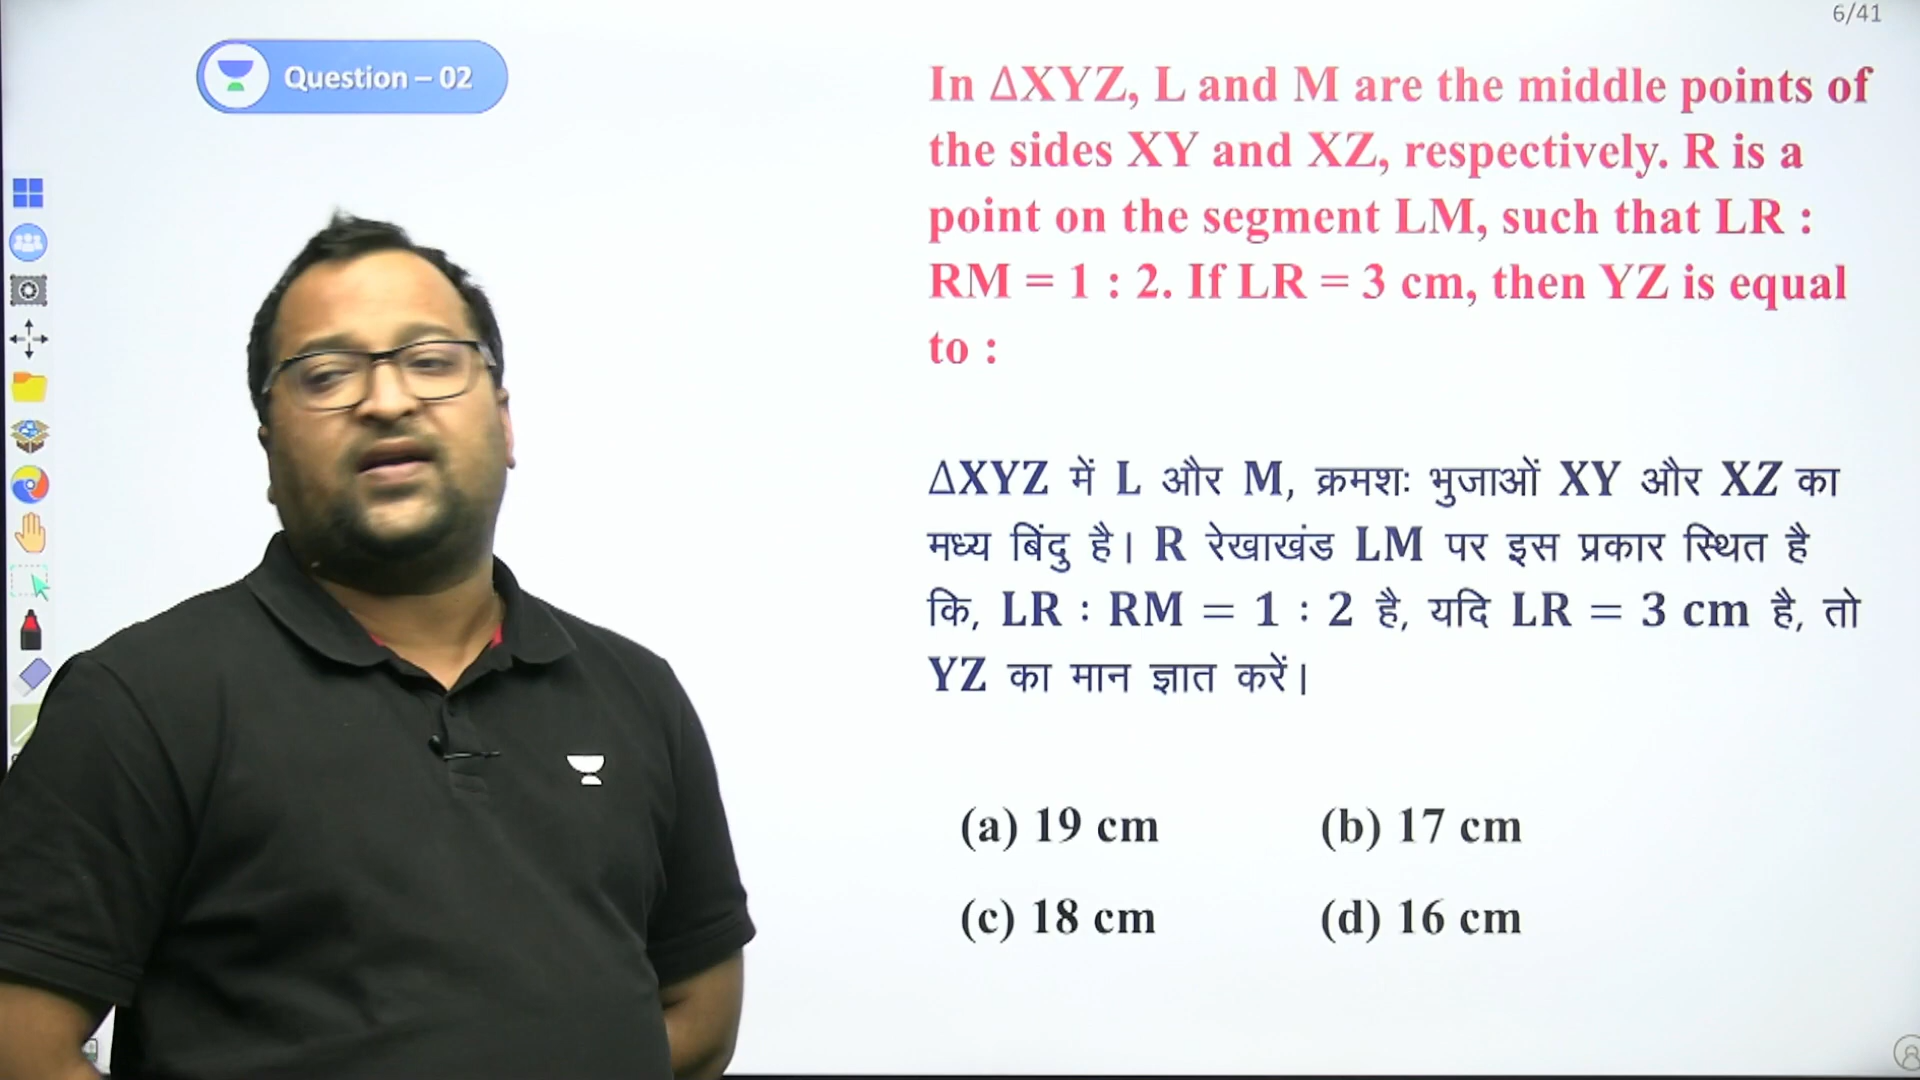 6/41
Question – 02
In ΔXYZ, L and M are the middle points of
the sides XY and XZ, respectively. R is a
point on the segment LM, such that LR :
RM = 1 : 2. If LR = 3 cm, then YZ is equal
to :
ΔXYZ में L और M, क्रमशः भुजाओं XY और XZ का
मध्य बिंदु है। R रेखाखंड LM पर इस प्रकार स्थित है
कि, LR : RM = 1 : 2 है, यदि LR = 3 cm है, तो
YZ का मान ज्ञात करें।
(a) 19 cm (b) 17 cm
(c) 18 cm (d) 16 cm